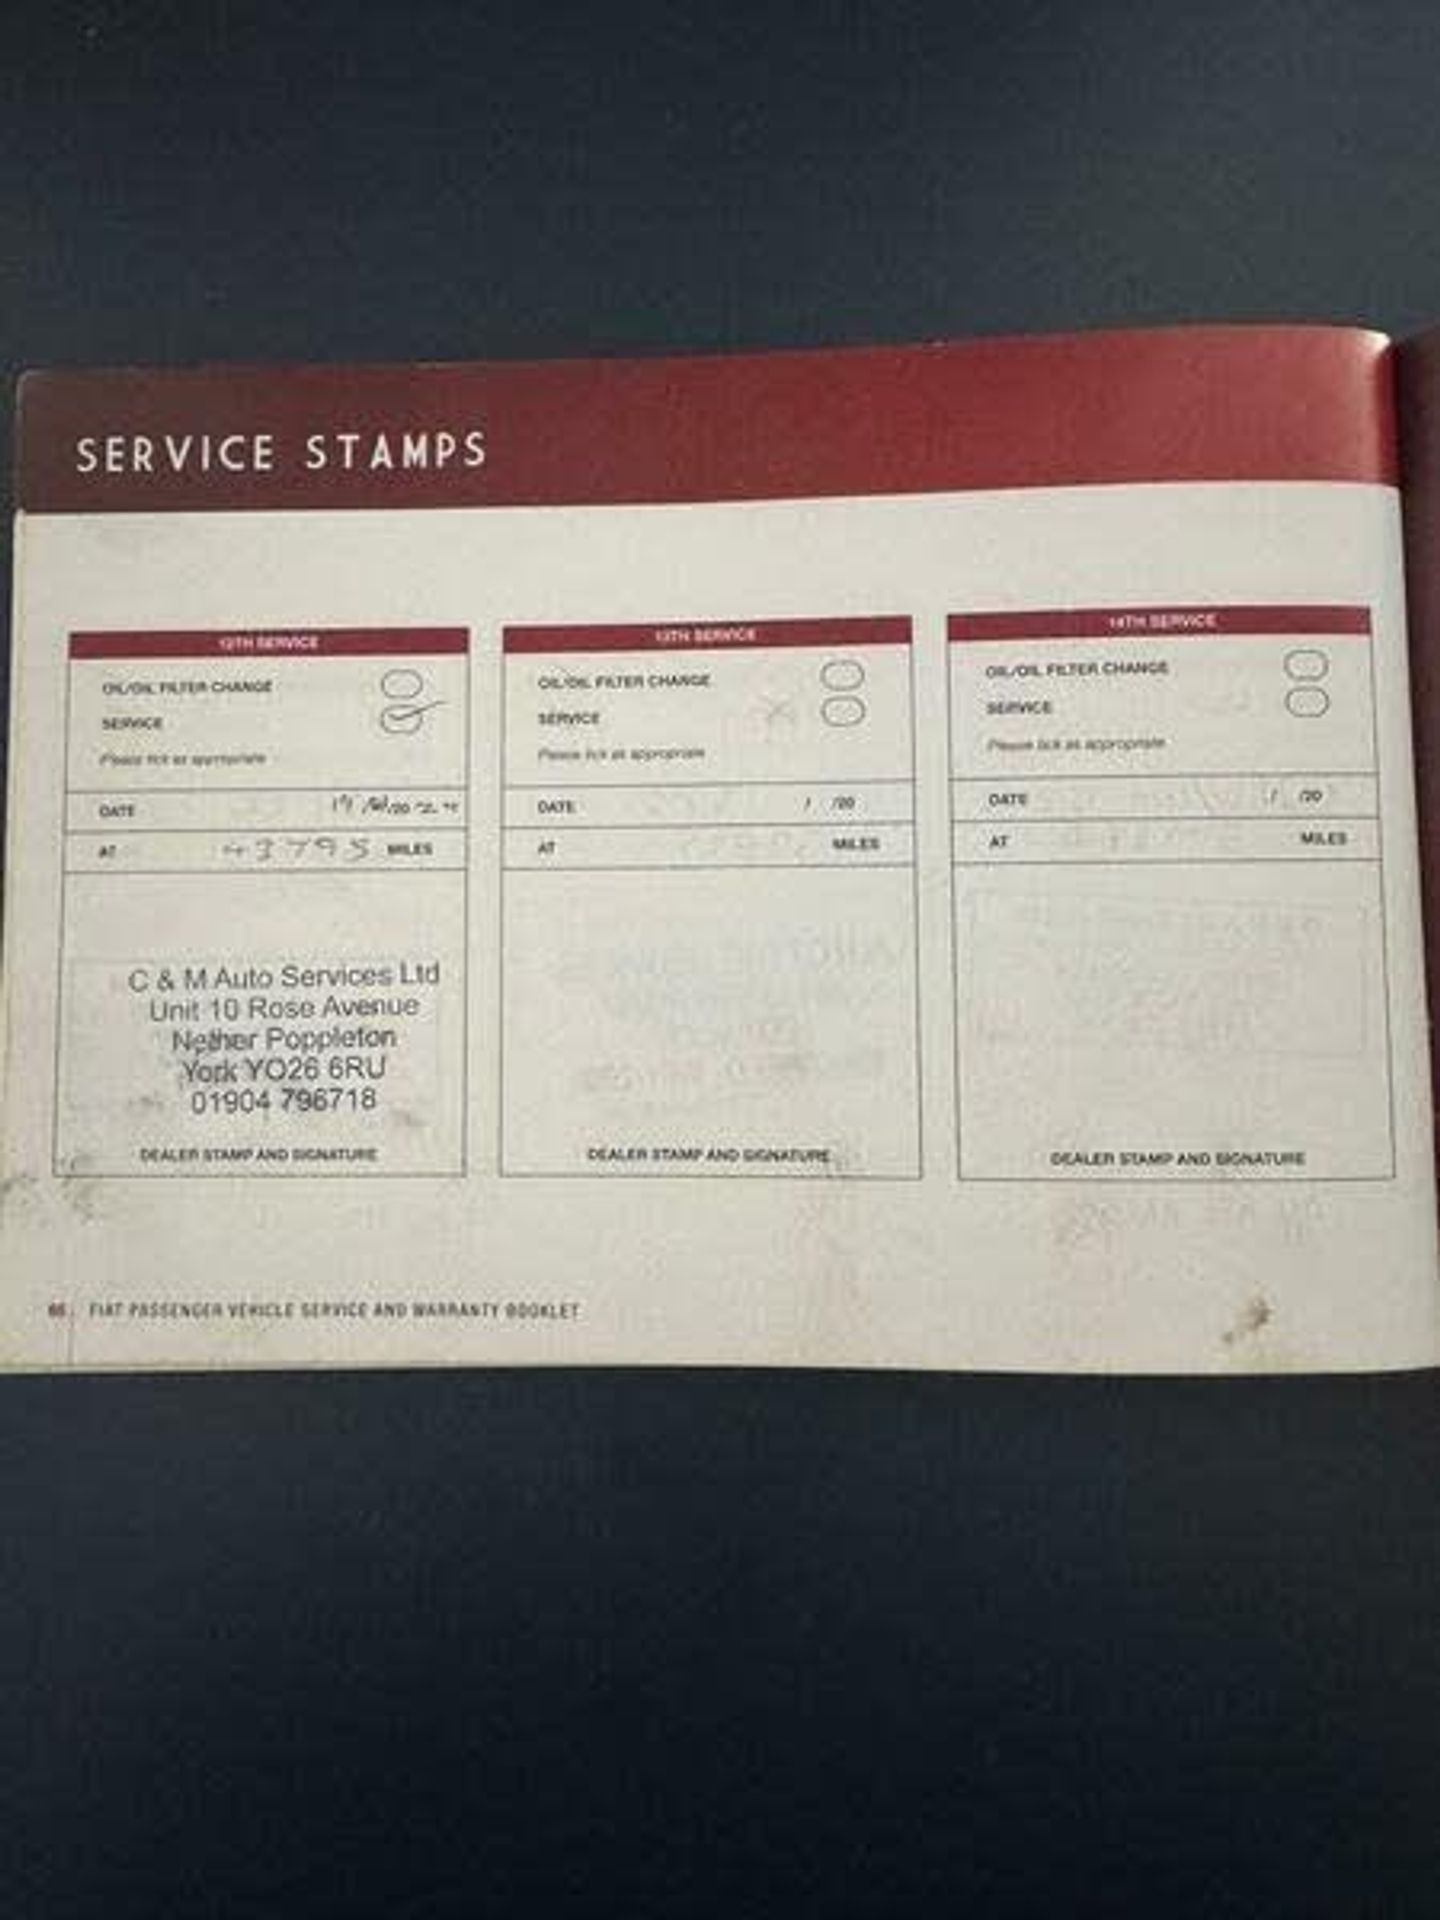 SERVICE STAMPS
12TH SERVICE
OIL/OIL FILTER CHANGE
SERVICE
Please tick as appropriate
DATE 19 /20
AT 43795 MILES
C & M Auto Services Ltd
Unit 10 Rose Avenue
Nether Poppleton
York YO26 6RU
01904 796718
DEALER STAMP AND SIGNATURE
13TH SERVICE
OIL/OIL FILTER CHANGE
SERVICE
Please tick as appropriate
DATE / /20
AT MILES
DEALER STAMP AND SIGNATURE
14TH SERVICE
OIL/OIL FILTER CHANGE
SERVICE
Please tick as appropriate
DATE / /20
AT MILES
DEALER STAMP AND SIGNATURE
FIAT PASSENGER VEHICLE SERVICE AND WARRANTY BOOKLET